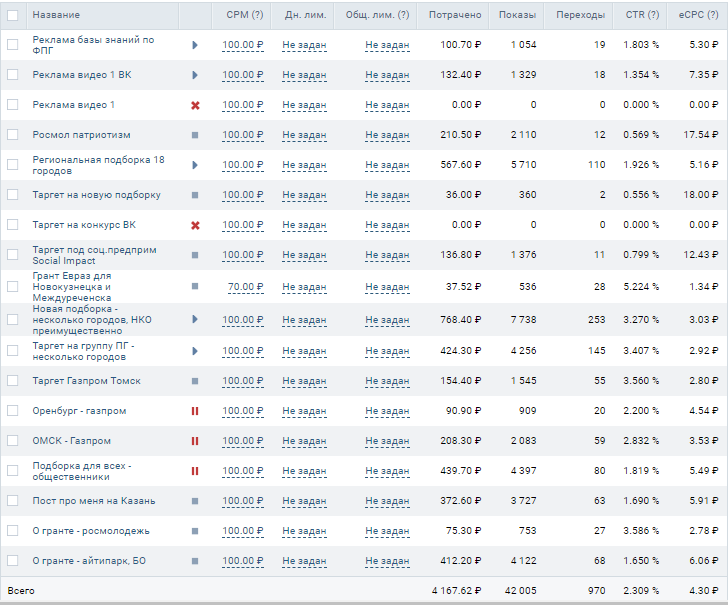 Название CPM (?) Дн. лим. Общ. лим. (?) Потрачено Показы Переходы CTR (?) eCPC (?)
Реклама базы знаний по
ФПГ
100.00 ₽ Не задан Не задан 100.70 ₽ 1 054 19 1.803 % 5.30 ₽
Реклама видео 1 ВК 100.00 ₽ Не задан Не задан 132.40 ₽ 1 329 18 1.354 % 7.35 ₽
Реклама видео 1 100.00 ₽ Не задан Не задан 0.00 ₽ 0 0 0.000 % 0.00 ₽
Росмол патриотизм 100.00 ₽ Не задан Не задан 210.50 ₽ 2 110 12 0.569 % 17.54 ₽
Региональная подборка 18
городов
100.00 ₽ Не задан Не задан 567.60 ₽ 5 710 110 1.926 % 5.16 ₽
Таргет на новую подборку 100.00 ₽ Не задан Не задан 36.00 ₽ 360 2 0.556 % 18.00 ₽
Таргет на конкурс ВК 100.00 ₽ Не задан Не задан 0.00 ₽ 0 0 0.000 % 0.00 ₽
Таргет под соц.предприм
Social Impact
100.00 ₽ Не задан Не задан 136.80 ₽ 1 376 11 0.799 % 12.43 ₽
Грант Евраз для
Новокузнецка и
Междуреченска
70.00 ₽ Не задан Не задан 37.52 ₽ 536 28 5.224 % 1.34 ₽
Новая подборка -
несколько городов, НКО
преимущественно
100.00 ₽ Не задан Не задан 768.40 ₽ 7 738 253 3.270 % 3.03 ₽
Таргет на группу ПГ -
несколько городов
100.00 ₽ Не задан Не задан 424.30 ₽ 4 256 145 3.407 % 2.92 ₽
Таргет Газпром Томск 100.00 ₽ Не задан Не задан 154.40 ₽ 1 545 55 3.560 % 2.80 ₽
Оренбург - газпром 100.00 ₽ Не задан Не задан 90.90 ₽ 909 20 2.200 % 4.54 ₽
ОМСК - Газпром 100.00 ₽ Не задан Не задан 208.30 ₽ 2 083 59 2.832 % 3.53 ₽
Подборка для всех -
общественники
100.00 ₽ Не задан Не задан 439.70 ₽ 4 397 80 1.819 % 5.49 ₽
Пост про меня на Казань 100.00 ₽ Не задан Не задан 372.60 ₽ 3 727 63 1.690 % 5.91 ₽
О гранте - росмолодежь 100.00 ₽ Не задан Не задан 75.30 ₽ 753 27 3.586 % 2.78 ₽
О гранте - айтипарк, БО 100.00 ₽ Не задан Не задан 412.20 ₽ 4 122 68 1.650 % 6.06 ₽
Всего 4 167.62 ₽ 42 005 970 2.309 % 4.30 ₽